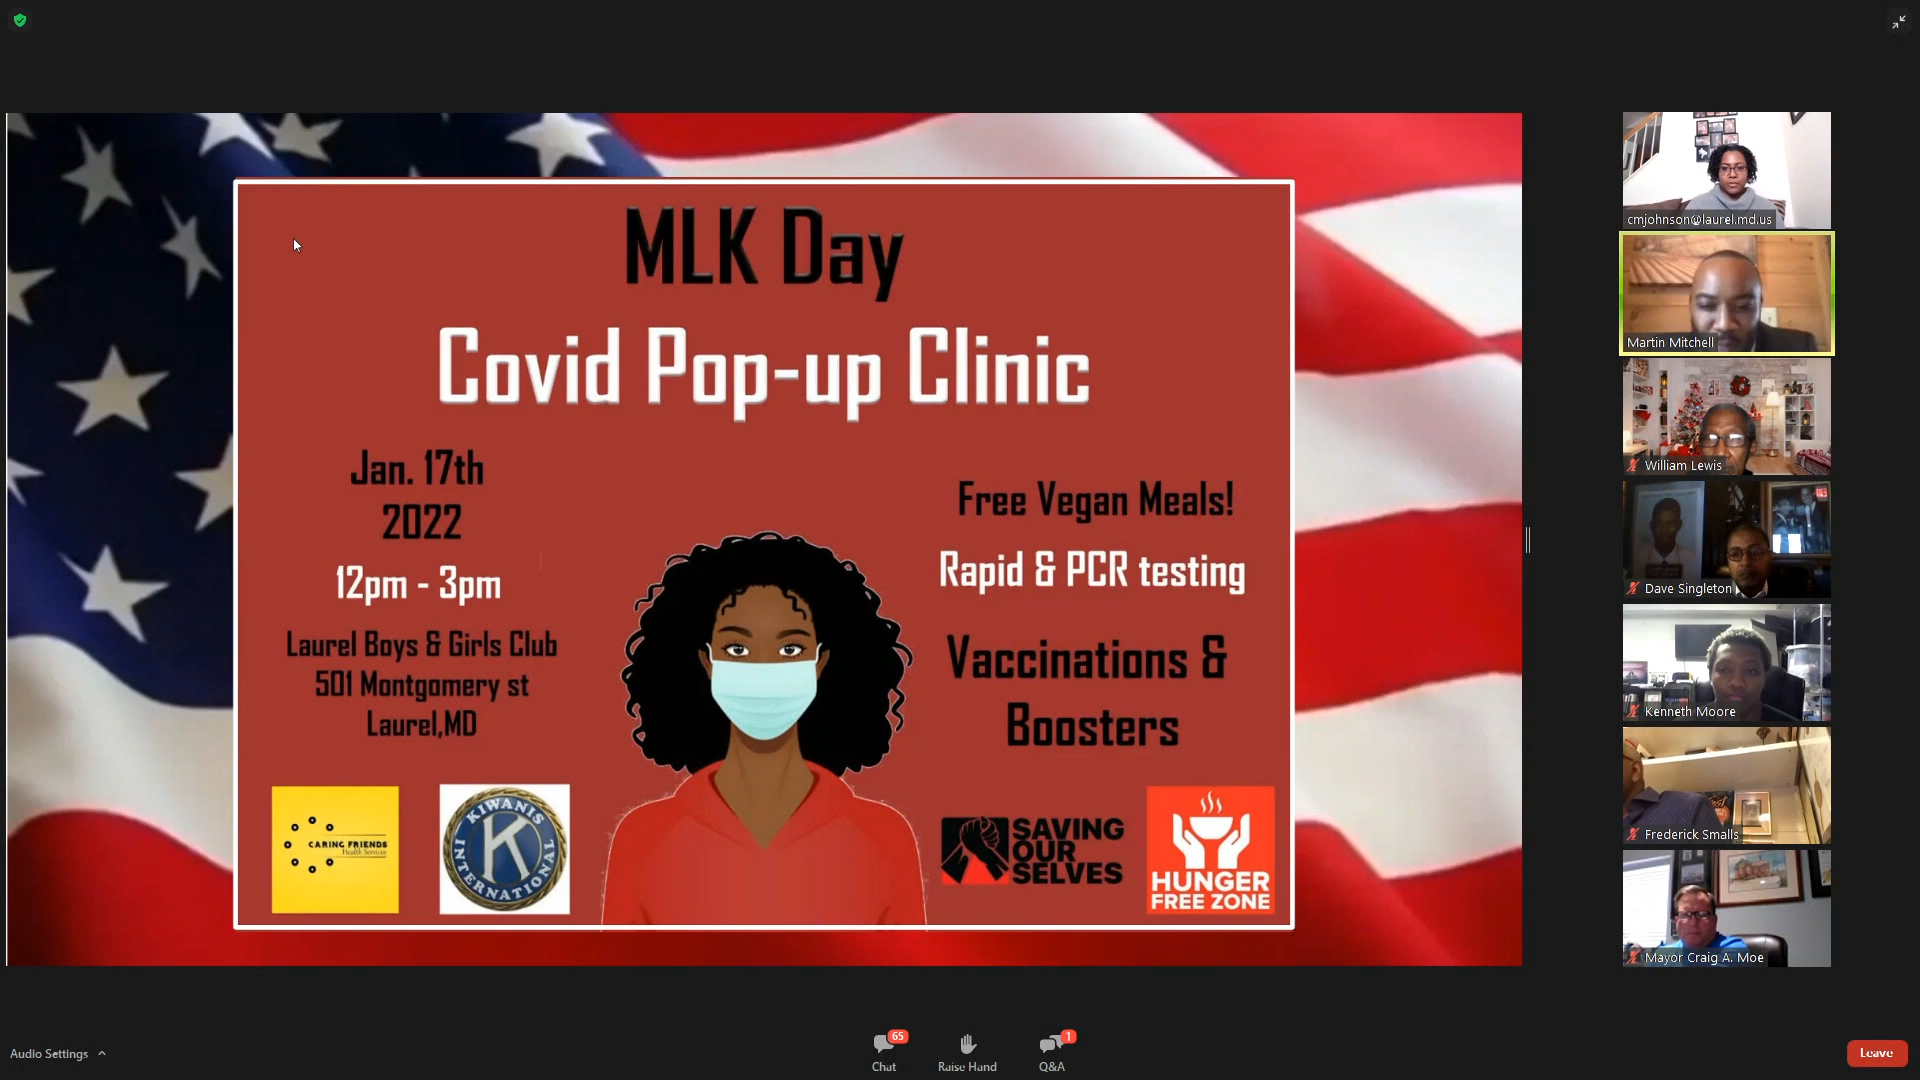 MLK Day
Covid Pop-up Clinic
Jan. 17th
2022
12pm - 3pm
Laurel Boys & Girls Club
501 Montgomery st
Laurel,MD
Free Vegan Meals!
Rapid & PCR testing
Vaccinations &
Boosters
CARING FRIENDS
Health Services
KIWANIS
K
INTERNATIONAL
SAVING
OUR
SELVES
HUNGER
FREE ZONE
cmjohnson@laurel.md.us
Martin Mitchell
William Lewis
Dave Singleton
Kenneth Moore
Frederick Smalls
Mayor Craig A. Moe
Audio Settings
65
Chat
Raise Hand
1
Q&A
Leave